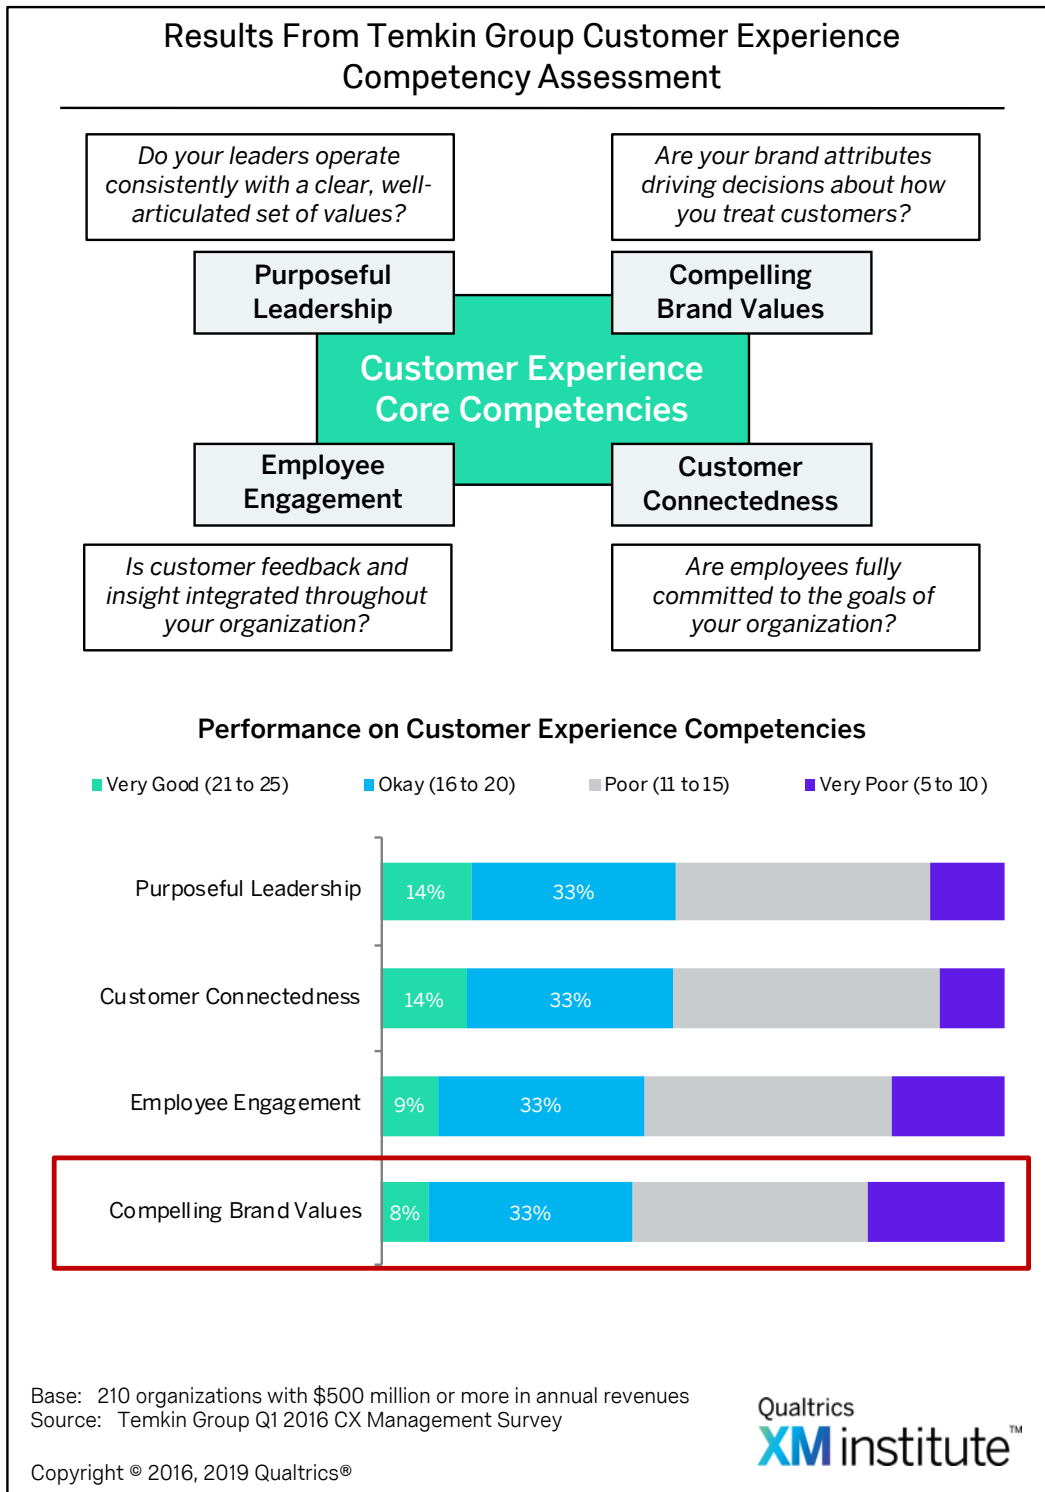 Results From Temkin Group Customer Experience
Competency Assessment
Do your leaders operate
consistently with a clear, well-
articulated set of values?
Are your brand attributes
driving decisions about how
you treat customers?
Purposeful
Leadership
Compelling
Brand Values
Customer Experience
Core Competencies
Employee
Engagement
Customer
Connectedness
Is customer feedback and
insight integrated throughout
your organization?
Are employees fully
committed to the goals of
your organization?
Performance on Customer Experience Competencies
Very Good (21 to 25) Okay (16 to 20) Poor (11 to 15) Very Poor (5 to 10)
Purposeful Leadership 14% 33%
Customer Connectedness 14% 33%
Employee Engagement 9% 33%
Compelling Brand Values 8% 33%
Base: 210 organizations with $500 million or more in annual revenues
Source: Temkin Group Q1 2016 CX Management Survey
Copyright © 2016, 2019 Qualtrics®
Qualtrics
XM institute™